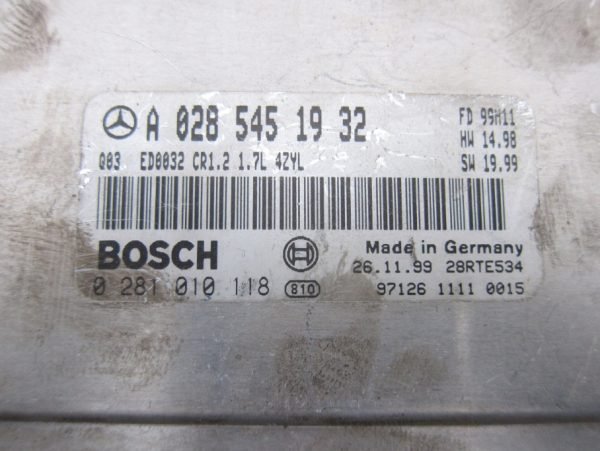 A 028 545 19 32 FD 99M11
HW 14.98
Q03 ED0032 CR1.2 1.7L 4ZYL SW 19.99
BOSCH Made in Germany
26.11.99 28RTE534
0 281 010 118 810 97126 1111 0015